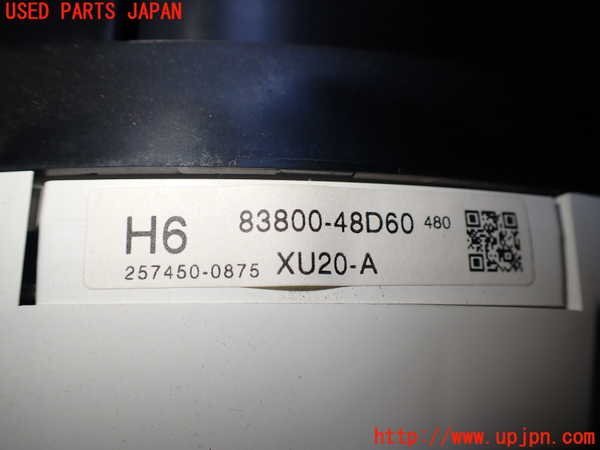 USED PARTS JAPAN
H6 83800-48D60 480
257450-0875 XU20-A
http://www.upjpn.com